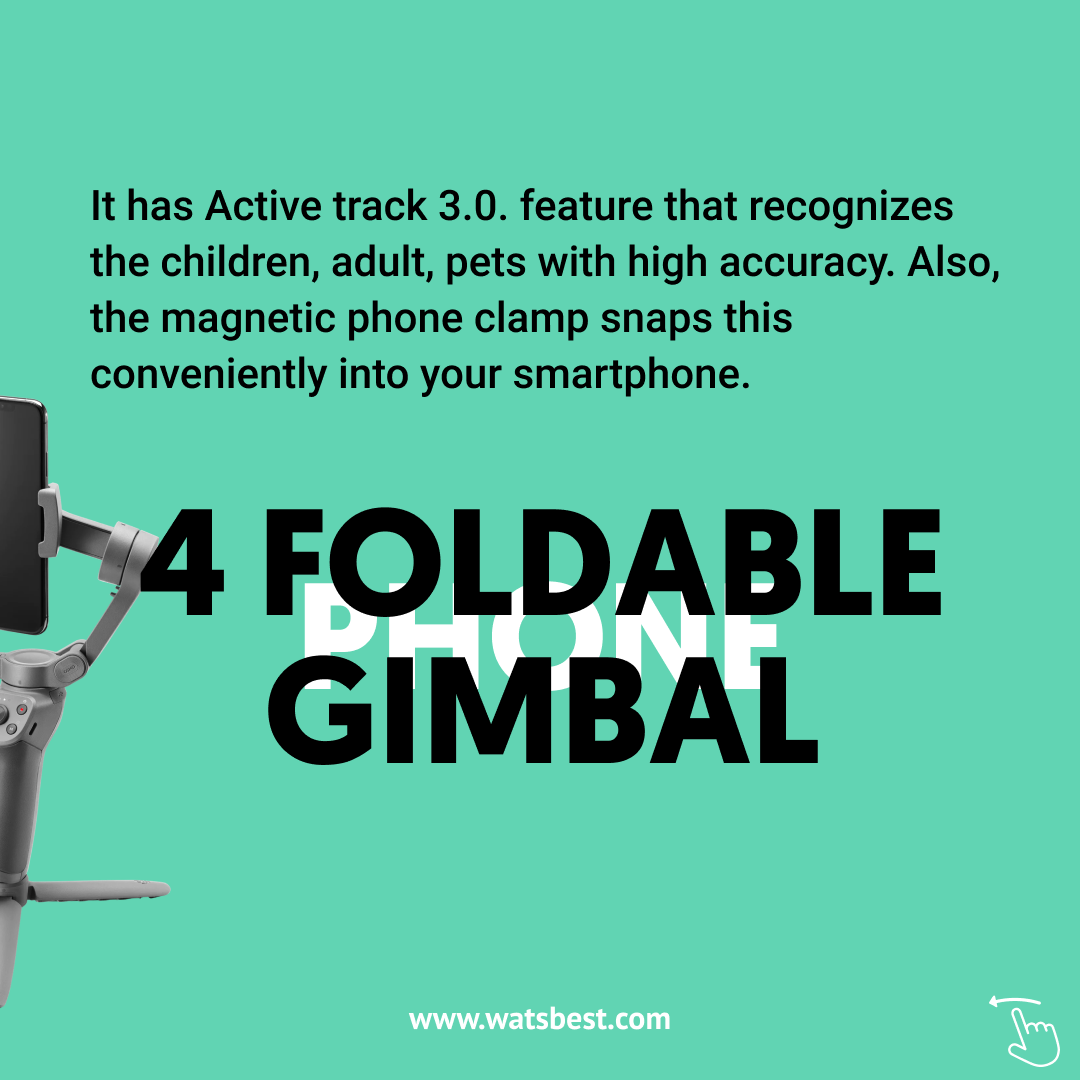 It has Active track 3.0. feature that recognizes
the children, adult, pets with high accuracy. Also,
the magnetic phone clamp snaps this
conveniently into your smartphone.
4 FOLDABLE
PHONE
GIMBAL
www.watsbest.com